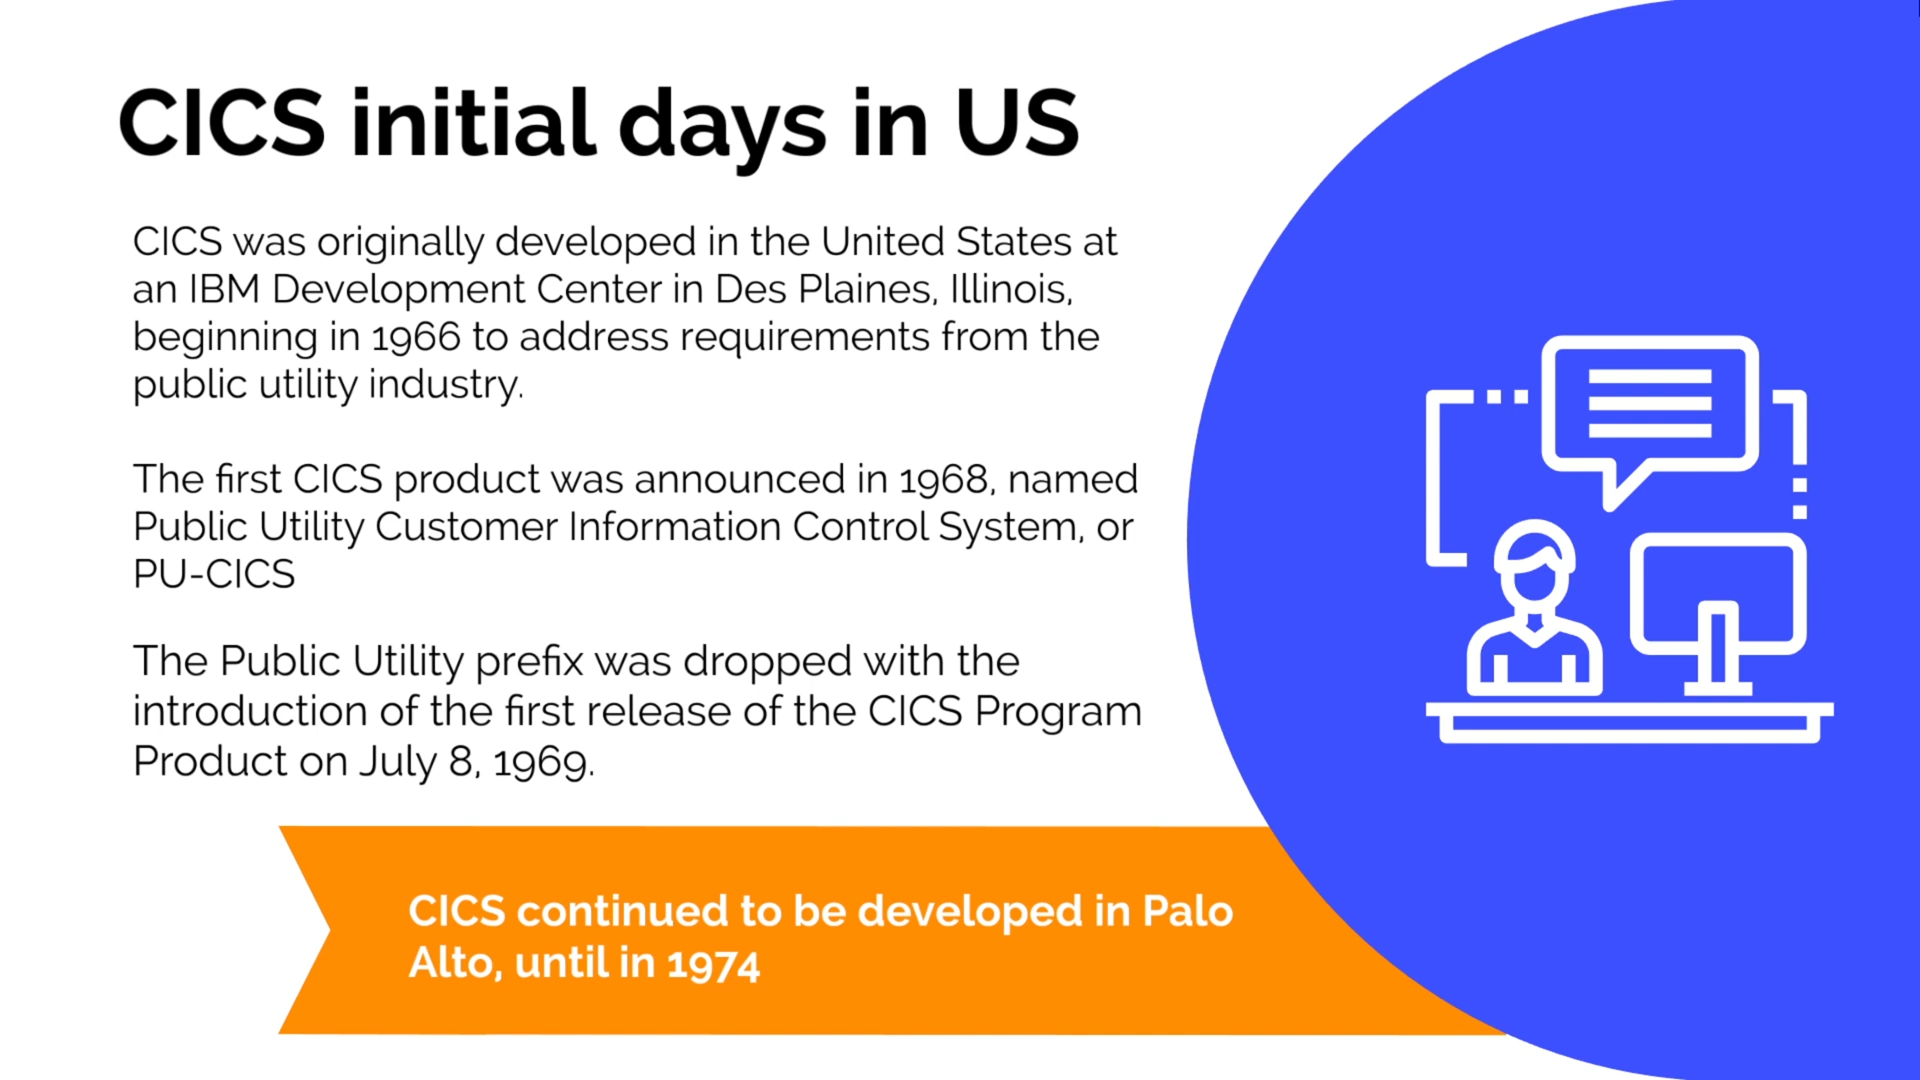 CICS initial days in US
CICS was originally developed in the United States at
an IBM Development Center in Des Plaines, Illinois,
beginning in 1966 to address requirements from the
public utility industry.
The first CICS product was announced in 1968, named
Public Utility Customer Information Control System, or
PU-CICS
The Public Utility prefix was dropped with the
introduction of the first release of the CICS Program
Product on July 8, 1969.
CICS continued to be developed in Palo
Alto, until in 1974